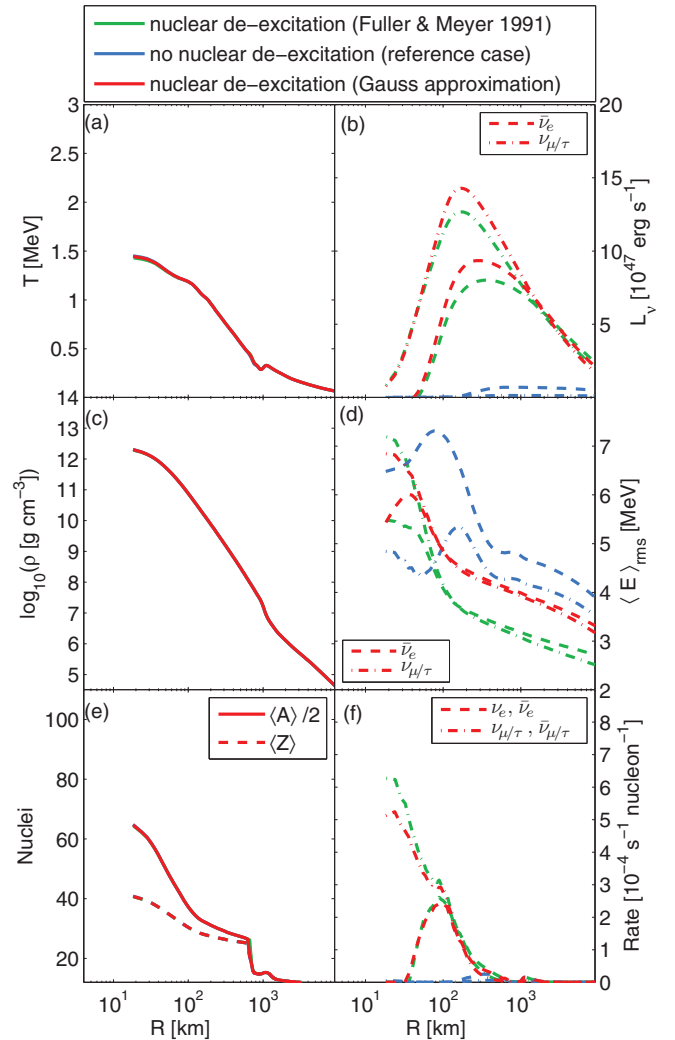 nuclear de-excitation (Fuller & Meyer 1991)
no nuclear de-excitation (reference case)
nuclear de-excitation (Gauss approximation)
(a)
T [MeV]
3
2.5
2
1.5
1
0.5
(b)
ν̄e
νμ/τ
20
15
10
5
Lν [10^47 erg s^−1]
(c)
log10(ρ [g cm^−3])
14
13
12
11
10
9
8
7
6
5
(d)
ν̄e
νμ/τ
7
6
5
4
3
2
⟨ E ⟩rms [MeV]
(e)
⟨A⟩ /2
⟨Z⟩
Nuclei
100
80
60
40
20
10^1
10^2
10^3
R [km]
(f)
νe, ν̄e
νμ/τ , ν̄μ/τ
8
7
6
5
4
3
2
1
0
Rate [10^−4 s^−1 nucleon^−1]
10^1
10^2
10^3
R [km]